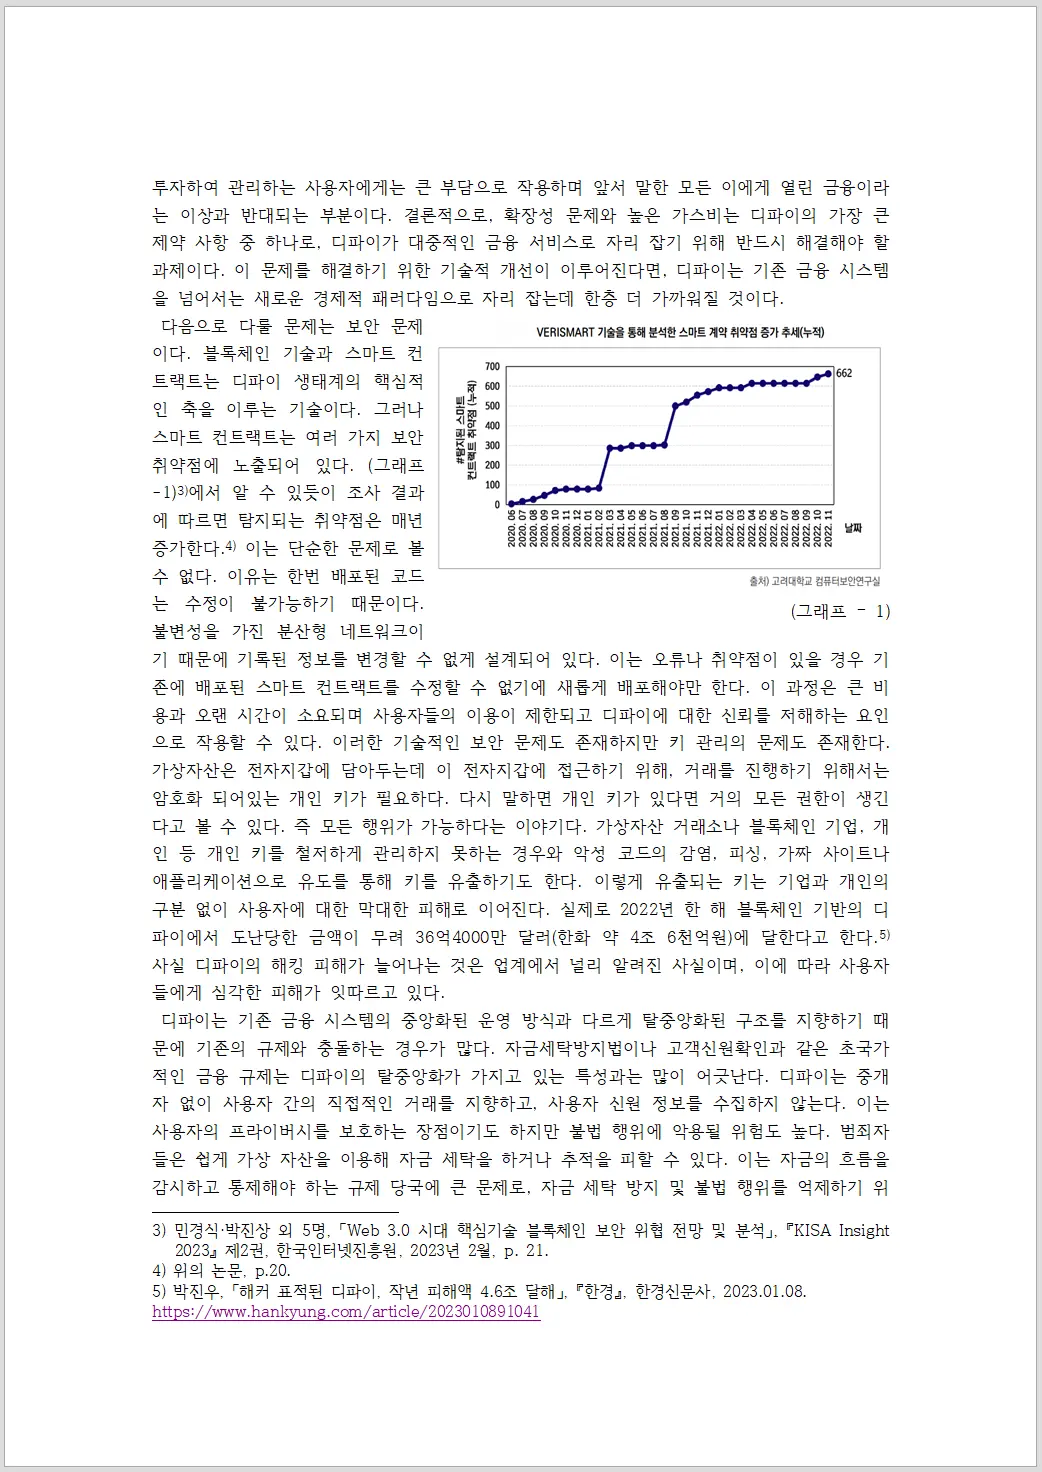 투자하여 관리하는 사용자에게는 큰 부담으로 작용하며 앞서 말한 모든 이에게 열린 금융이라
는 이상과 반대되는 부분이다. 결론적으로, 확장성 문제와 높은 가스비는 디파이의 가장 큰
제약 사항 중 하나로, 디파이가 대중적인 금융 서비스로 자리 잡기 위해 반드시 해결해야 할
과제이다. 이 문제를 해결하기 위한 기술적 개선이 이루어진다면, 디파이는 기존 금융 시스템
을 넘어서는 새로운 경제적 패러다임으로 자리 잡는데 한층 더 가까워질 것이다.
다음으로 다룰 문제는 보안 문제
이다. 블록체인 기술과 스마트 컨
트랙트는 디파이 생태계의 핵심적
인 축을 이루는 기술이다. 그러나
스마트 컨트랙트는 여러 가지 보안
취약점에 노출되어 있다. (그래프
-1)3)에서 알 수 있듯이 조사 결과
에 따르면 탐지되는 취약점은 매년
증가한다.4) 이는 단순한 문제로 볼
수 없다. 이유는 한번 배포된 코드
는 수정이 불가능하기 때문이다.
불변성을 가진 분산형 네트워크이
VERISMART 기술을 통해 분석한 스마트 계약 취약점 증가 추세(누적)
#탐지된 스마트
컨트랙트 취약점 (누적)
700
600
500
400
300
200
100
0
662
2020. 06
2020. 07
2020. 08
2020. 09
2020. 10
2020. 11
2020. 12
2021. 01
2021. 02
2021. 03
2021. 04
2021. 05
2021. 06
2021. 07
2021. 08
2021. 09
2021. 10
2021. 11
2021. 12
2022. 01
2022. 02
2022. 03
2022. 04
2022. 05
2022. 06
2022. 07
2022. 08
2022. 09
2022. 10
2022. 11
날짜
출처) 고려대학교 컴퓨터보안연구실
(그래프 - 1)
기 때문에 기록된 정보를 변경할 수 없게 설계되어 있다. 이는 오류나 취약점이 있을 경우 기
존에 배포된 스마트 컨트랙트를 수정할 수 없기에 새롭게 배포해야만 한다. 이 과정은 큰 비
용과 오랜 시간이 소요되며 사용자들의 이용이 제한되고 디파이에 대한 신뢰를 저해하는 요인
으로 작용할 수 있다. 이러한 기술적인 보안 문제도 존재하지만 키 관리의 문제도 존재한다.
가상자산은 전자지갑에 담아두는데 이 전자지갑에 접근하기 위해, 거래를 진행하기 위해서는
암호화 되어있는 개인 키가 필요하다. 다시 말하면 개인 키가 있다면 거의 모든 권한이 생긴
다고 볼 수 있다. 즉 모든 행위가 가능하다는 이야기다. 가상자산 거래소나 블록체인 기업, 개
인 등 개인 키를 철저하게 관리하지 못하는 경우와 악성 코드의 감염, 피싱, 가짜 사이트나
애플리케이션으로 유도를 통해 키를 유출하기도 한다. 이렇게 유출되는 키는 기업과 개인의
구분 없이 사용자에 대한 막대한 피해로 이어진다. 실제로 2022년 한 해 블록체인 기반의 디
파이에서 도난당한 금액이 무려 36억4000만 달러(한화 약 4조 6천억원)에 달한다고 한다.5)
사실 디파이의 해킹 피해가 늘어나는 것은 업계에서 널리 알려진 사실이며, 이에 따라 사용자
들에게 심각한 피해가 잇따르고 있다.
디파이는 기존 금융 시스템의 중앙화된 운영 방식과 다르게 탈중앙화된 구조를 지향하기 때
문에 기존의 규제와 충돌하는 경우가 많다. 자금세탁방지법이나 고객신원확인과 같은 초국가
적인 금융 규제는 디파이의 탈중앙화가 가지고 있는 특성과는 많이 어긋난다. 디파이는 중개
자 없이 사용자 간의 직접적인 거래를 지향하고, 사용자 신원 정보를 수집하지 않는다. 이는
사용자의 프라이버시를 보호하는 장점이기도 하지만 불법 행위에 악용될 위험도 높다. 범죄자
들은 쉽게 가상 자산을 이용해 자금 세탁을 하거나 추적을 피할 수 있다. 이는 자금의 흐름을
감시하고 통제해야 하는 규제 당국에 큰 문제로, 자금 세탁 방지 및 불법 행위를 억제하기 위
3) 민경식·박진상 외 5명, 「Web 3.0 시대 핵심기술 블록체인 보안 위협 전망 및 분석」, 『KISA Insight
2023』 제2권, 한국인터넷진흥원, 2023년 2월, p. 21.
4) 위의 논문, p.20.
5) 박진우, 「해커 표적된 디파이, 작년 피해액 4.6조 달해」, 『한경』, 한경신문사, 2023.01.08.
https://www.hankyung.com/article/2023010891041